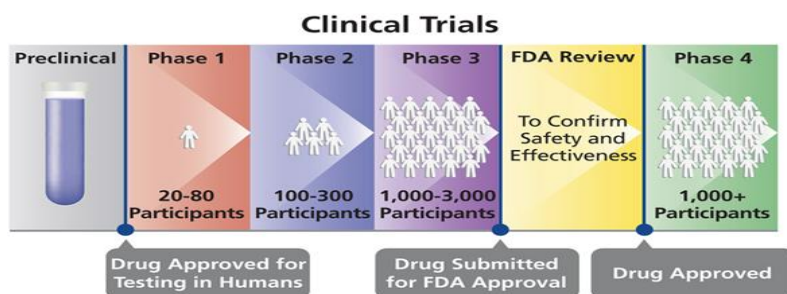 Clinical Trials
Preclinical
Phase 1
Phase 2
Phase 3
FDA Review
Phase 4
To Confirm
Safety and
Effectiveness
20-80
Participants
100-300
Participants
1,000-3,000
Participants
1,000+
Participants
Drug Approved for
Testing in Humans
Drug Submitted
for FDA Approval
Drug Approved